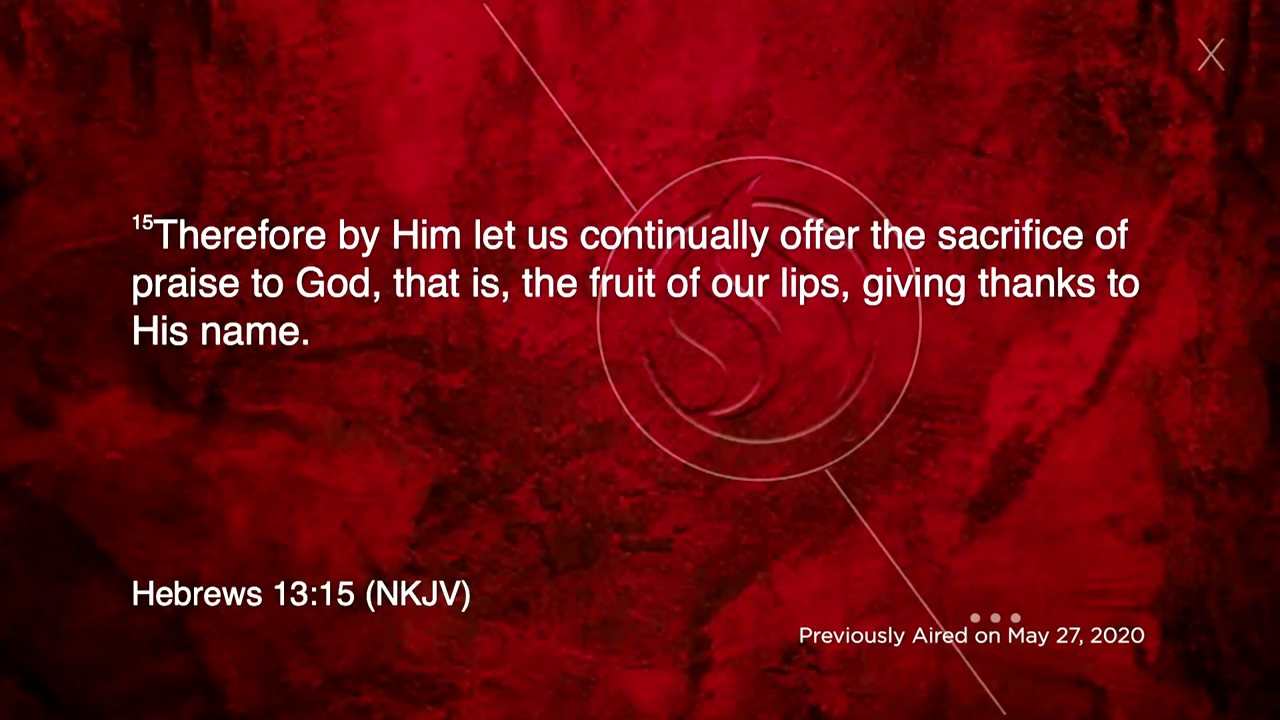 X
15Therefore by Him let us continually offer the sacrifice of
praise to God, that is, the fruit of our lips, giving thanks to
His name.
Hebrews 13:15 (NKJV)
Previously Aired on May 27, 2020